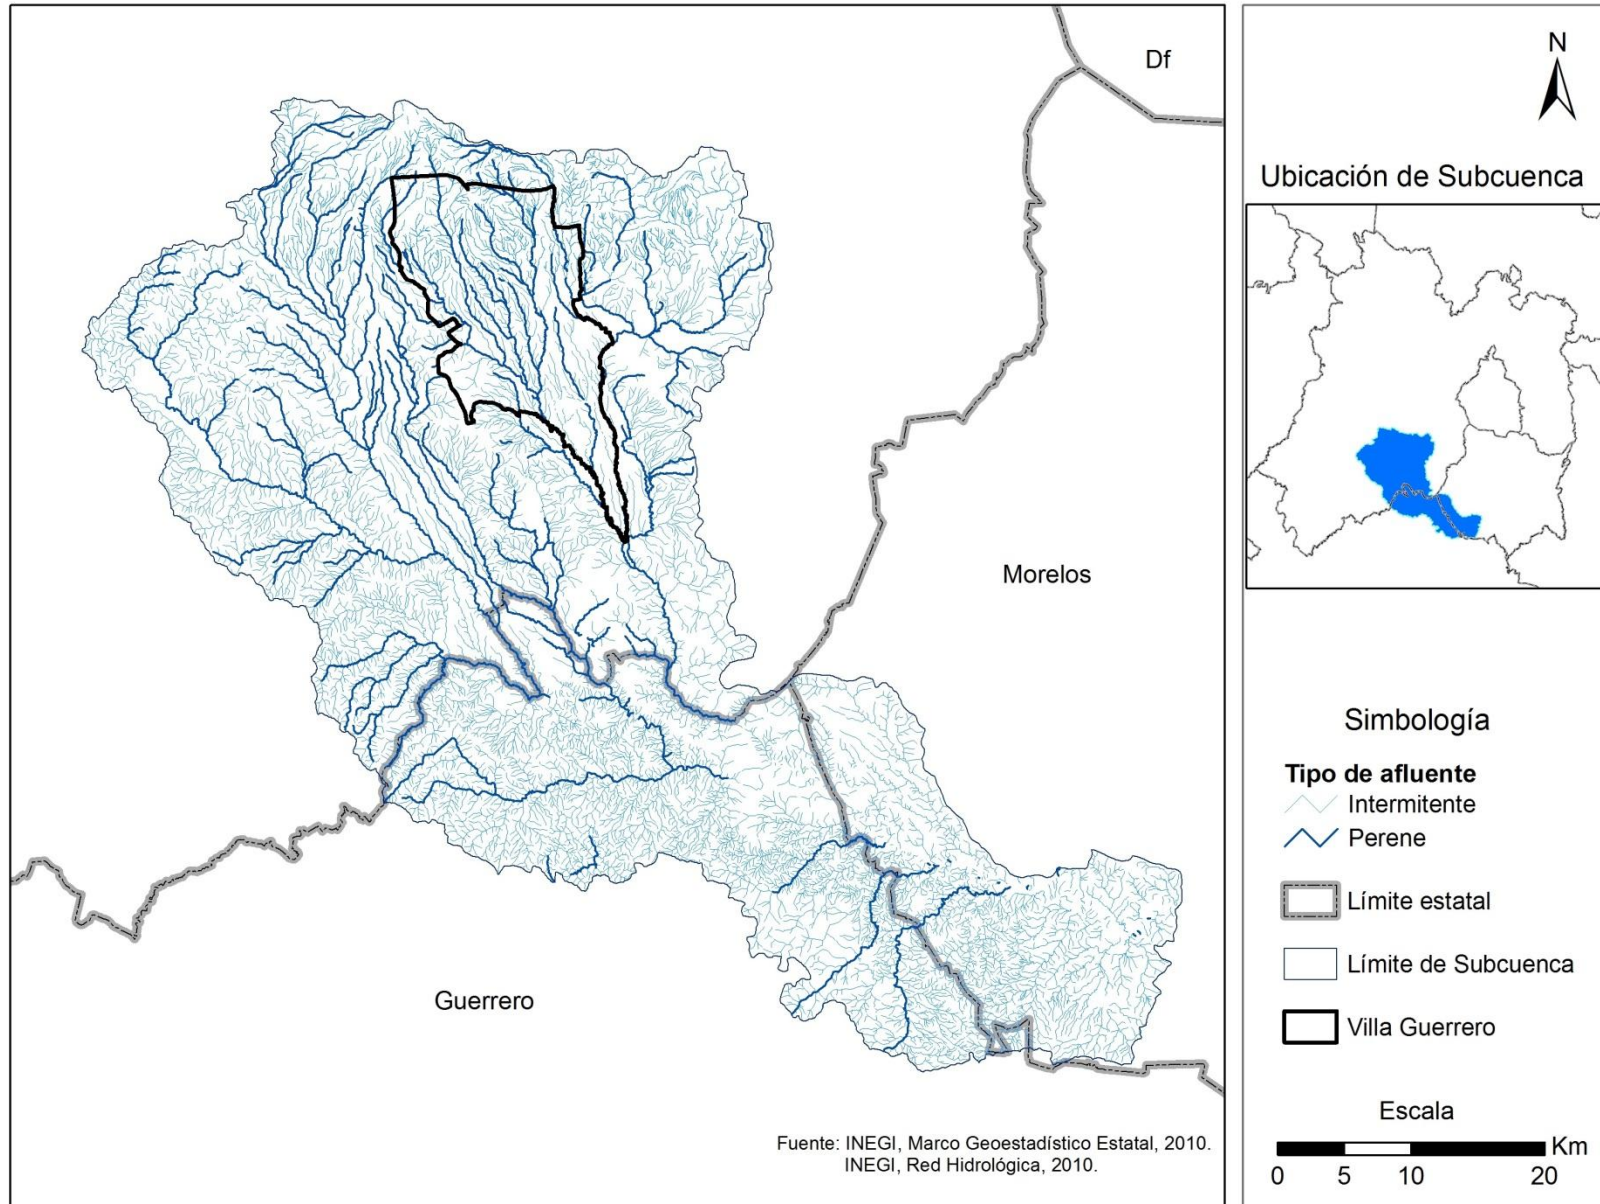 Df
Morelos
Guerrero
Fuente: INEGI, Marco Geoestadístico Estatal, 2010.
INEGI, Red Hidrológica, 2010.
N
Ubicación de Subcuenca
Simbología
Tipo de afluente
Intermitente
Perene
Límite estatal
Límite de Subcuenca
Villa Guerrero
Escala
Km
0 5 10 20